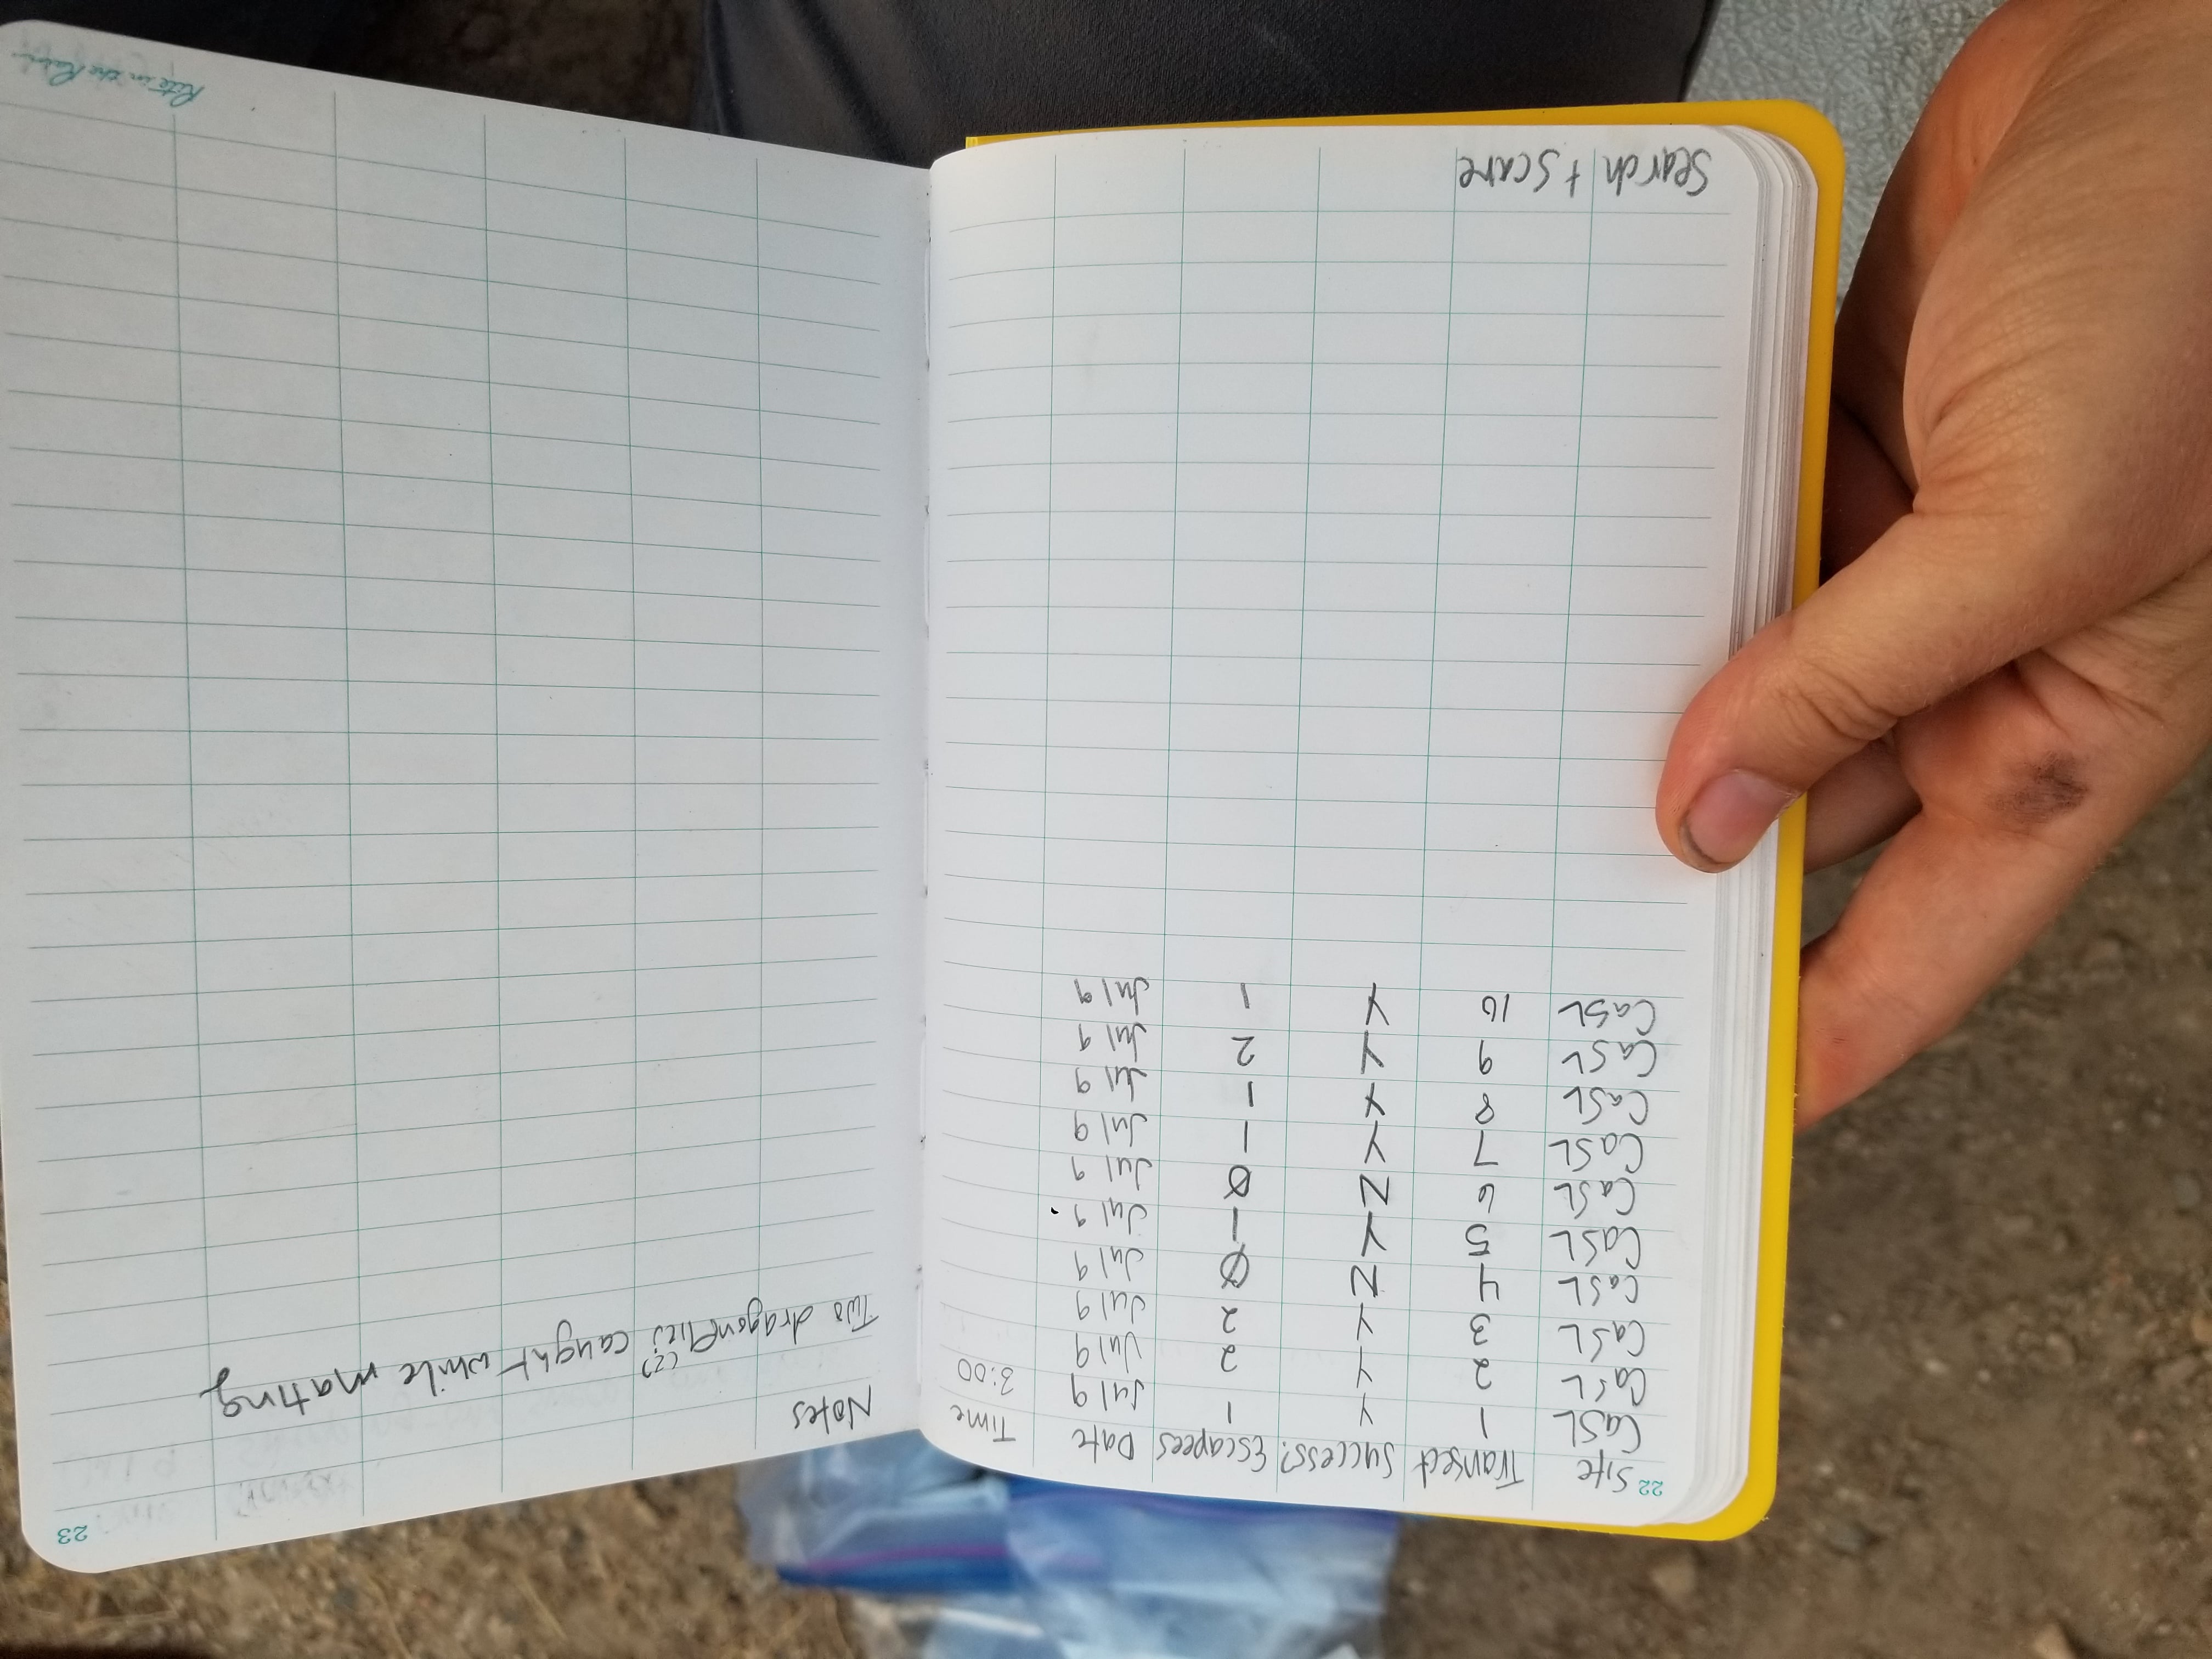 22
Site Transect Success? Escapees Date Time
CaSL 1 Y 1 Jul 9 3:00
CaSL 2 Y 2 Jul 9
CaSL 3 Y 2 Jul 9
CaSL 4 N Ø Jul 9
CaSL 5 Y 1 Jul 9
CaSL 6 N Ø Jul 9
CaSL 7 Y 1 Jul 9
CaSL 8 Y 1 Jul 9
CaSL 9 Y 2 Jul 9
CaSL 10 Y 1 Jul 9
Search + Scare
23
Notes
Two dragonflies (2) caught while mating
Rite in the Rain